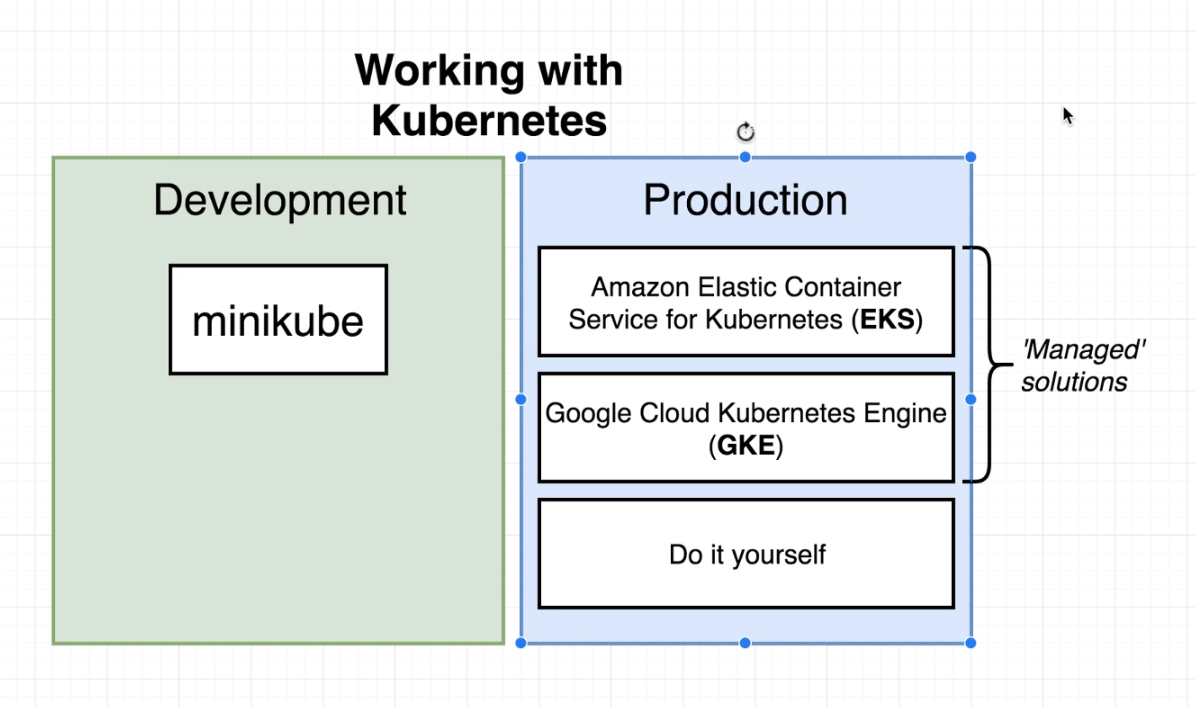 Working with
Kubernetes
Development
minikube
Production
Amazon Elastic Container
Service for Kubernetes (EKS)
Google Cloud Kubernetes Engine
(GKE)
Do it yourself
'Managed'
solutions